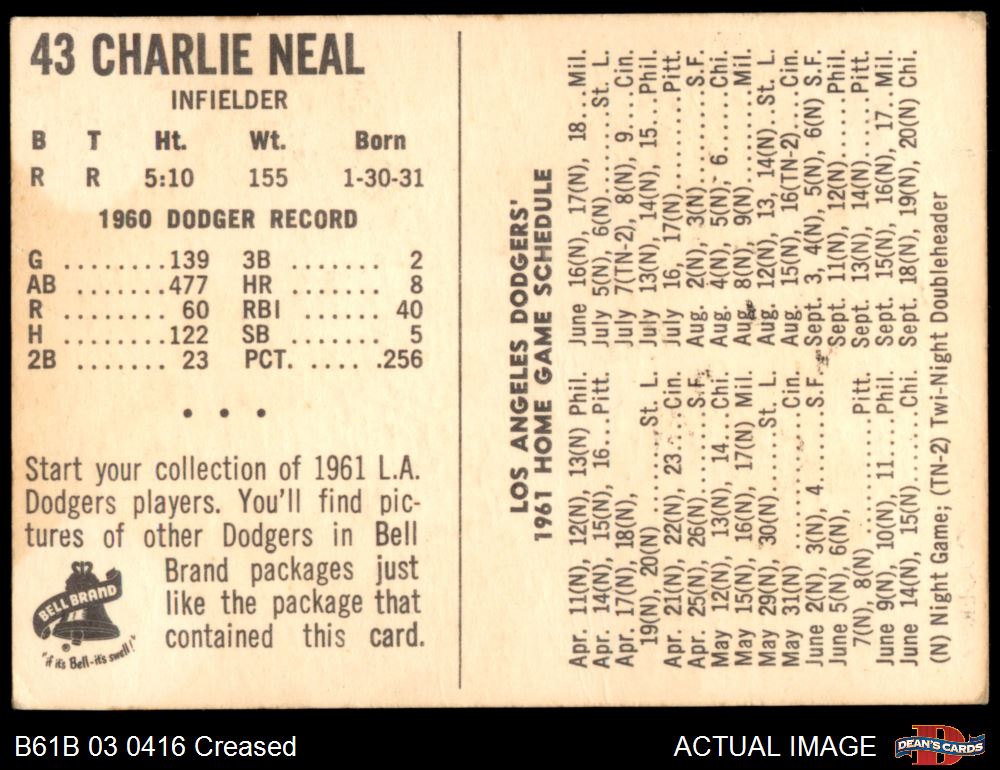 43 CHARLIE NEAL
INFIELDER
B T Ht. Wt. Born
R R 5:10 155 1-30-31
1960 DODGER RECORD
G ........139 3B ....... 2
AB .......477 HR ....... 8
R ........ 60 RBI ...... 40
H ........122 SB ....... 5
2B ....... 23 PCT. .....256
• • •
Start your collection of 1961 L.A.
Dodgers players. You'll find pic-
tures of other Dodgers in Bell
Brand packages just
like the package that
contained this card.
BELL BRAND
®
"if it's Bell-it's swell!"
LOS ANGELES DODGERS'
1961 HOME GAME SCHEDULE
Apr. 11(N), 12(N), 13(N) Phil.
Apr. 14(N), 15(N), 16...Pitt.
Apr. 17(N), 18(N),
19(N), 20(N) ........St. L.
Apr. 21(N), 22(N), 23....Cin.
Apr. 25(N), 26(N)........S.F.
May 12(N), 13(N), 14...Chi.
May 15(N), 16(N), 17(N) Mil.
May 29(N), 30(N)......St. L.
May 31(N) ............Cin.
June 2(N), 3(N), 4.......S.F.
June 5(N), 6(N),
7(N), 8(N) ..........Pitt.
June 9(N), 10(N), 11...Phil.
June 14(N), 15(N)......Chi.
June 16(N), 17(N), 18...Mil.
July 5(N), 6(N)........St. L.
July 7(TN-2), 8(N), 9...Cin.
July 13(N), 14(N), 15...Phil.
July 16, 17(N)..........Pitt.
Aug. 2(N), 3(N)........S.F.
Aug. 4(N), 5(N), 6.....Chi.
Aug. 8(N), 9(N)........Mil.
Aug. 12(N), 13, 14(N)..St. L.
Aug. 15(N), 16(TN-2)...Cin.
Sept. 3, 4(N), 5(N), 6(N) S.F.
Sept. 11(N), 12(N).....Phil.
Sept. 13(N), 14(N).....Pitt.
Sept. 15(N), 16(N), 17..Mil.
Sept. 18(N), 19(N), 20(N) Chi.
(N) Night Game; (TN-2) Twi-Night Doubleheader
B61B 03 0416 Creased
ACTUAL IMAGE
DEAN'S CARDS